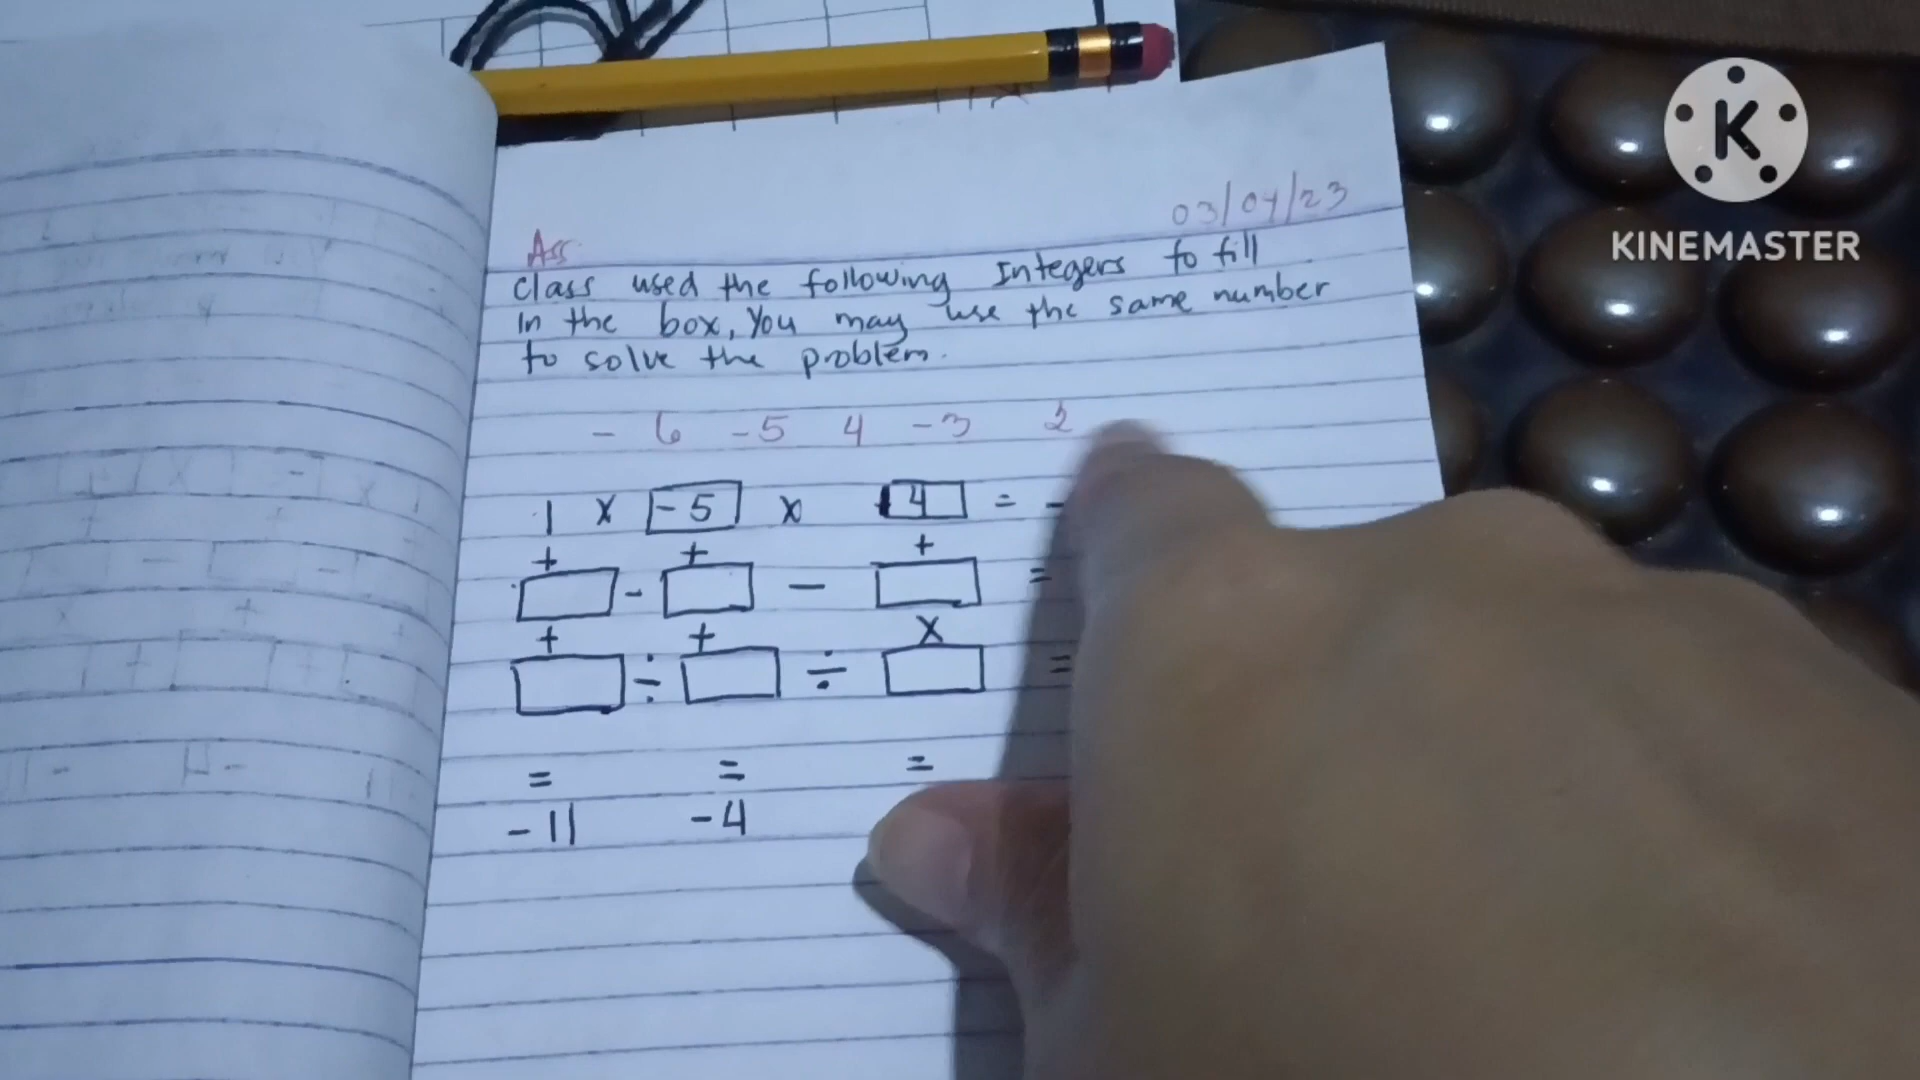 K
KINEMASTER
03/04/23
Ass.
Class used the following Integers to fill
In the box, You may use the same number
to solve the problem.
- 6 -5 4 -3 2
1 x -5 x 4 = -
+ + +
- - =
+ + x
÷ ÷ =
= = =
-11 -4